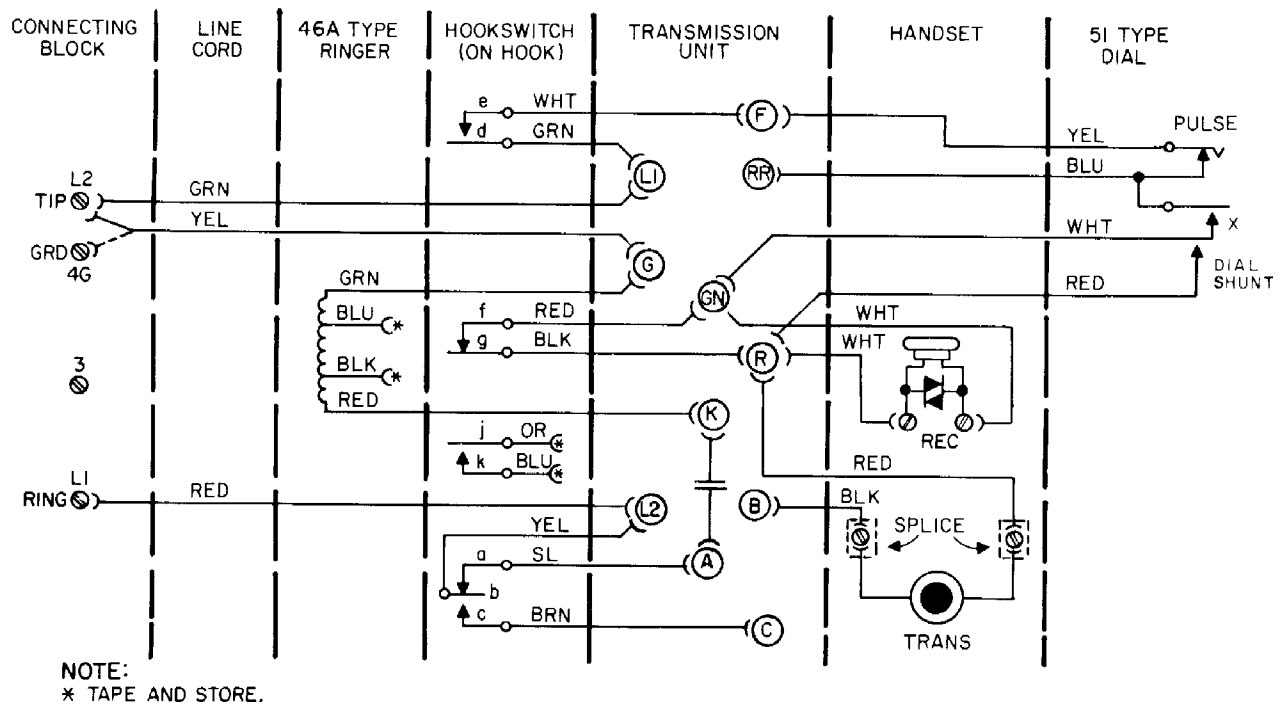 CONNECTING BLOCK
LINE CORD
46A TYPE RINGER
HOOKSWITCH (ON HOOK)
TRANSMISSION UNIT
HANDSET
51 TYPE DIAL
e WHT
F
YEL
PULSE
d GRN
L1
RR
BLU
L2
TIP
GRN
YEL
X
WHT
GRD
4G
G
GRN
GN
DIAL SHUNT
RED
BLU *
f RED
WHT
g BLK
R
WHT
3
BLK *
RED
K
REC
j OR *
k BLU *
RED
L1
RING
RED
L2
B
BLK
YEL
SPLICE
a SL
A
b
c BRN
C
TRANS
NOTE:
* TAPE AND STORE.